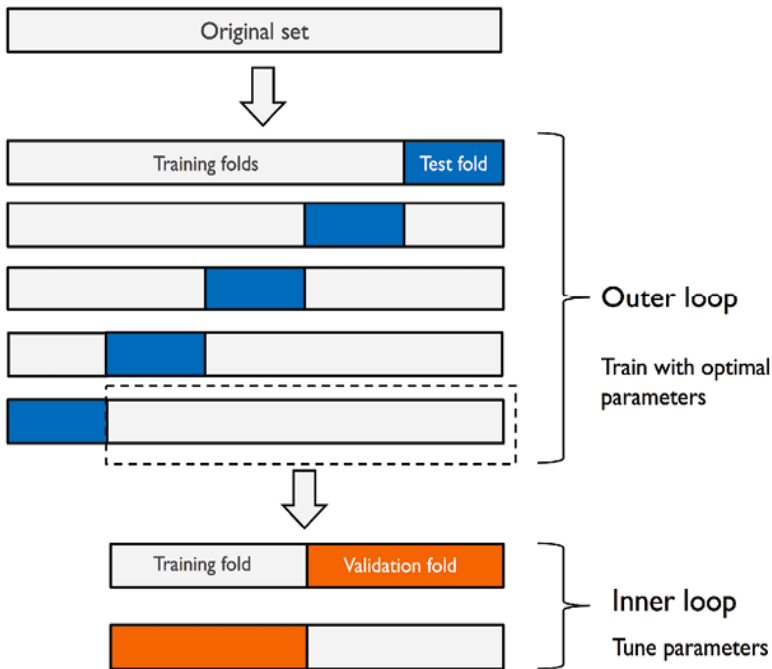 Original set
Training folds
Test fold
Outer loop
Train with optimal
parameters
Training fold
Validation fold
Inner loop
Tune parameters